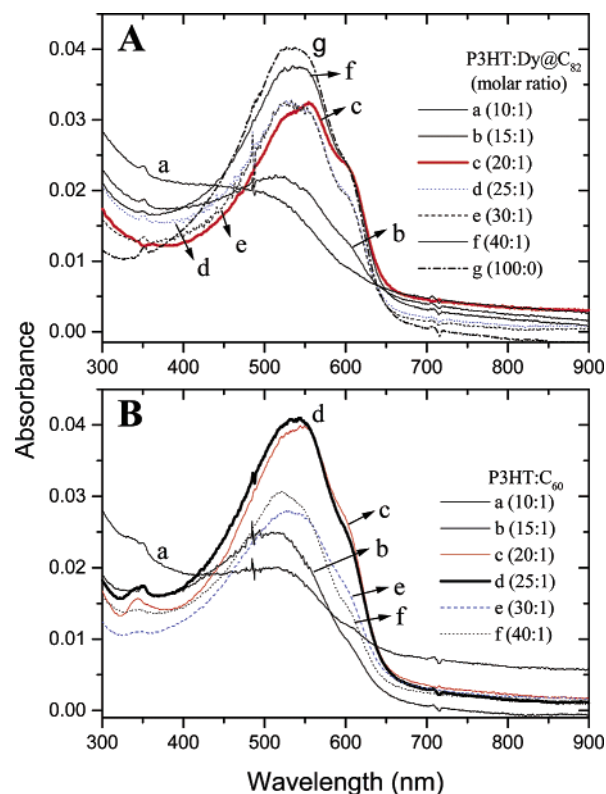 A
P3HT:Dy@C82
(molar ratio)
a (10:1)
b (15:1)
c (20:1)
d (25:1)
e (30:1)
f (40:1)
g (100:0)
g
f
c
a
b
d
e
0.04
0.03
0.02
0.01
0.00
300 400 500 600 700 800 900
Absorbance
B
P3HT:C60
a (10:1)
b (15:1)
c (20:1)
d (25:1)
e (30:1)
f (40:1)
d
c
a
b
e
f
0.04
0.03
0.02
0.01
0.00
300 400 500 600 700 800 900
Wavelength (nm)